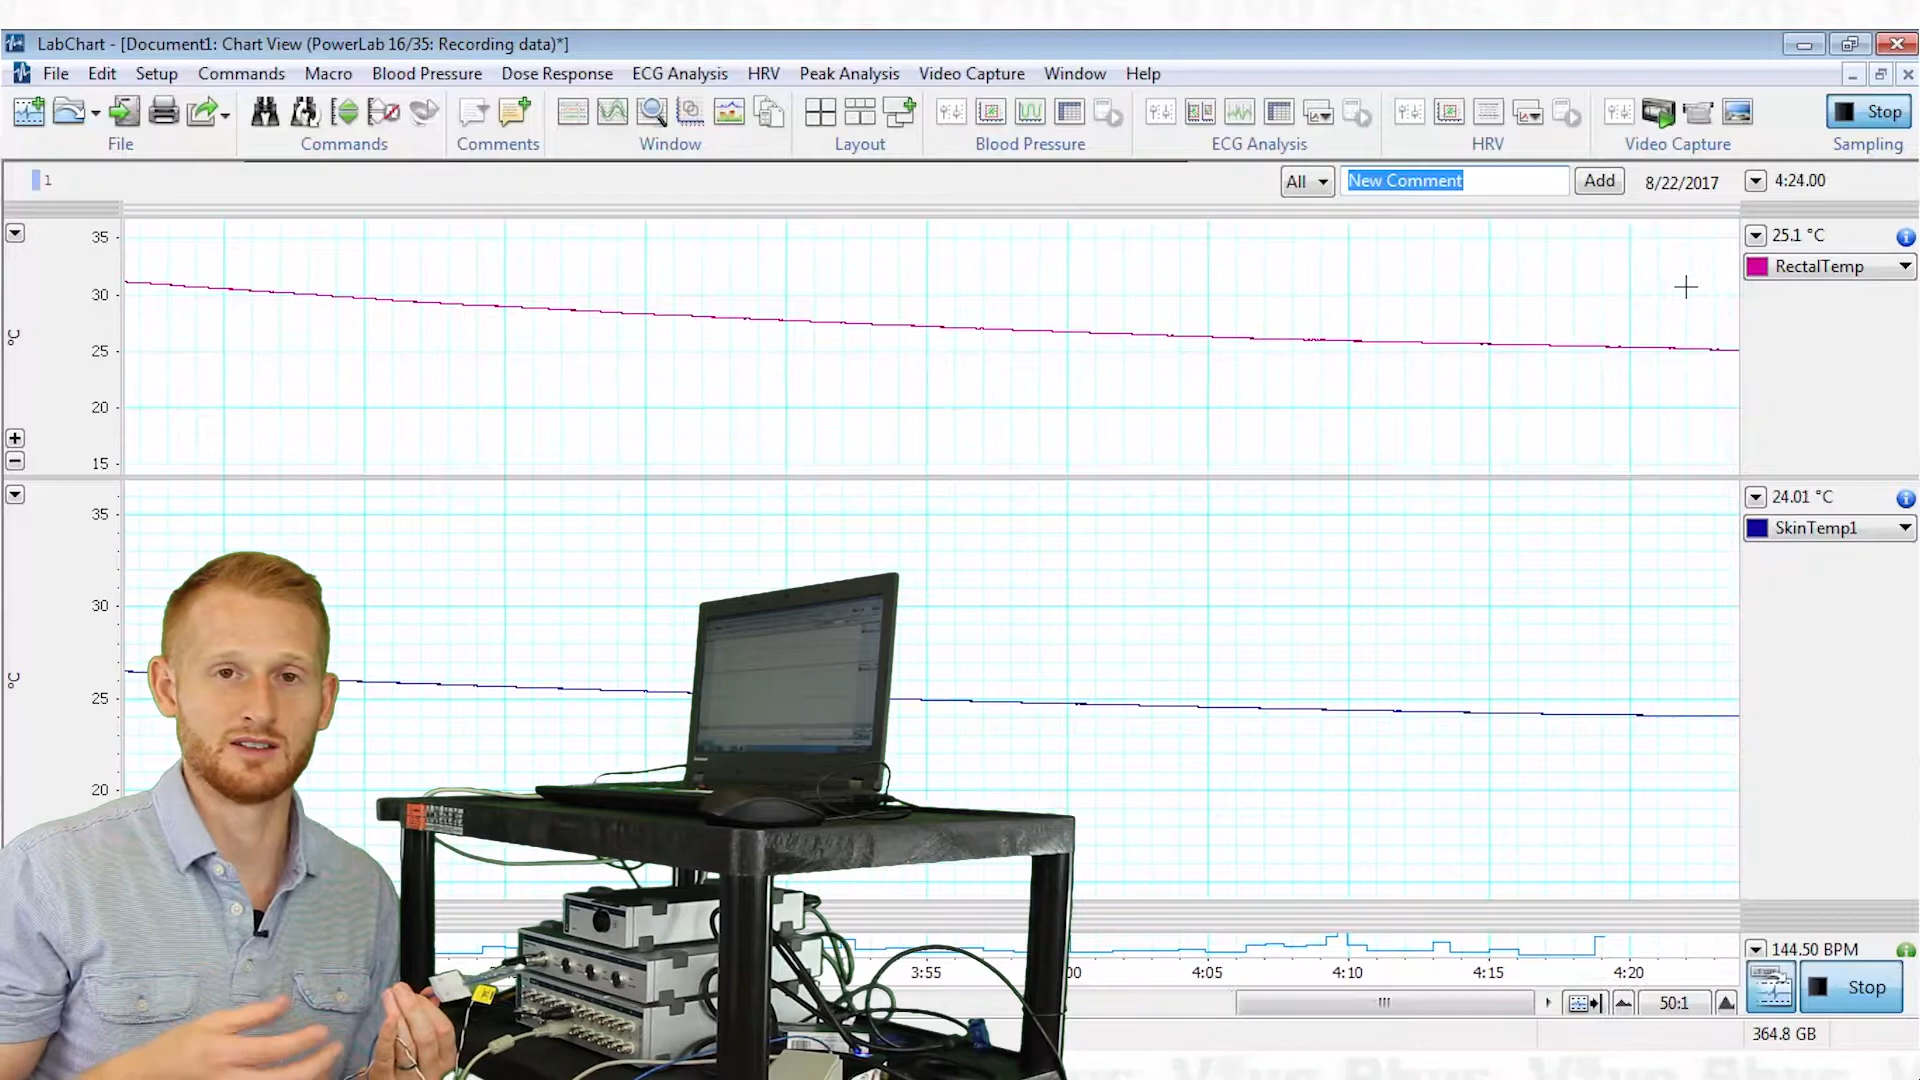 LabChart - [Document1: Chart View (PowerLab 16/35: Recording data)*]
File Edit Setup Commands Macro Blood Pressure Dose Response ECG Analysis HRV Peak Analysis Video Capture Window Help
Stop
File Commands Comments Window Layout Blood Pressure ECG Analysis HRV Video Capture Sampling
1 All New Comment Add 8/22/2017 4:24.00
35
30
25
20
15
°C
25.1 °C
RectalTemp
35
30
25
20
°C
24.01 °C
SkinTemp1
144.50 BPM
3:55 00 4:05 4:10 4:15 4:20
50:1
Stop
364.8 GB